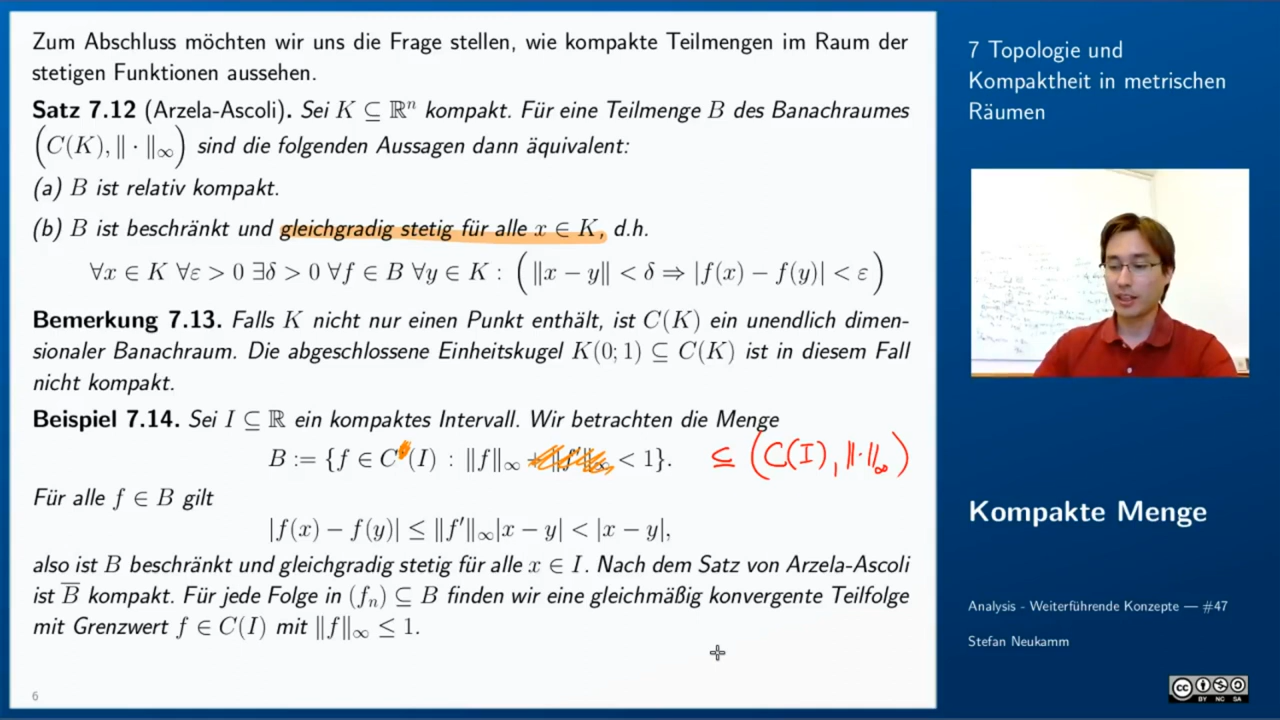 Zum Abschluss möchten wir uns die Frage stellen, wie kompakte Teilmengen im Raum der
stetigen Funktionen aussehen.
Satz 7.12 (Arzela-Ascoli). Sei K ⊆ ℝⁿ kompakt. Für eine Teilmenge B des Banachraumes
(C(K), ‖ · ‖∞) sind die folgenden Aussagen dann äquivalent:
(a) B ist relativ kompakt.
(b) B ist beschränkt und gleichgradig stetig für alle x ∈ K, d.h.
∀x ∈ K ∀ε > 0 ∃δ > 0 ∀f ∈ B ∀y ∈ K : (‖x − y‖ < δ ⇒ |f(x) − f(y)| < ε)
Bemerkung 7.13. Falls K nicht nur einen Punkt enthält, ist C(K) ein unendlich dimen-
sionaler Banachraum. Die abgeschlossene Einheitskugel K(0; 1) ⊆ C(K) ist in diesem Fall
nicht kompakt.
Beispiel 7.14. Sei I ⊆ ℝ ein kompaktes Intervall. Wir betrachten die Menge
B := {f ∈ C (I) : ‖f‖∞ + ‖f′‖∞ < 1}. ⊆ (C(I), ‖·‖∞)
Für alle f ∈ B gilt
|f(x) − f(y)| ≤ ‖f′‖∞|x − y| < |x − y|,
also ist B beschränkt und gleichgradig stetig für alle x ∈ I. Nach dem Satz von Arzela-Ascoli
ist B̅ kompakt. Für jede Folge in (fₙ) ⊆ B finden wir eine gleichmäßig konvergente Teilfolge
mit Grenzwert f ∈ C(I) mit ‖f‖∞ ≤ 1.
6
7 Topologie und
Kompaktheit in metrischen
Räumen
Kompakte Menge
Analysis - Weiterführende Konzepte — #47
Stefan Neukamm
cc
BY NC SA